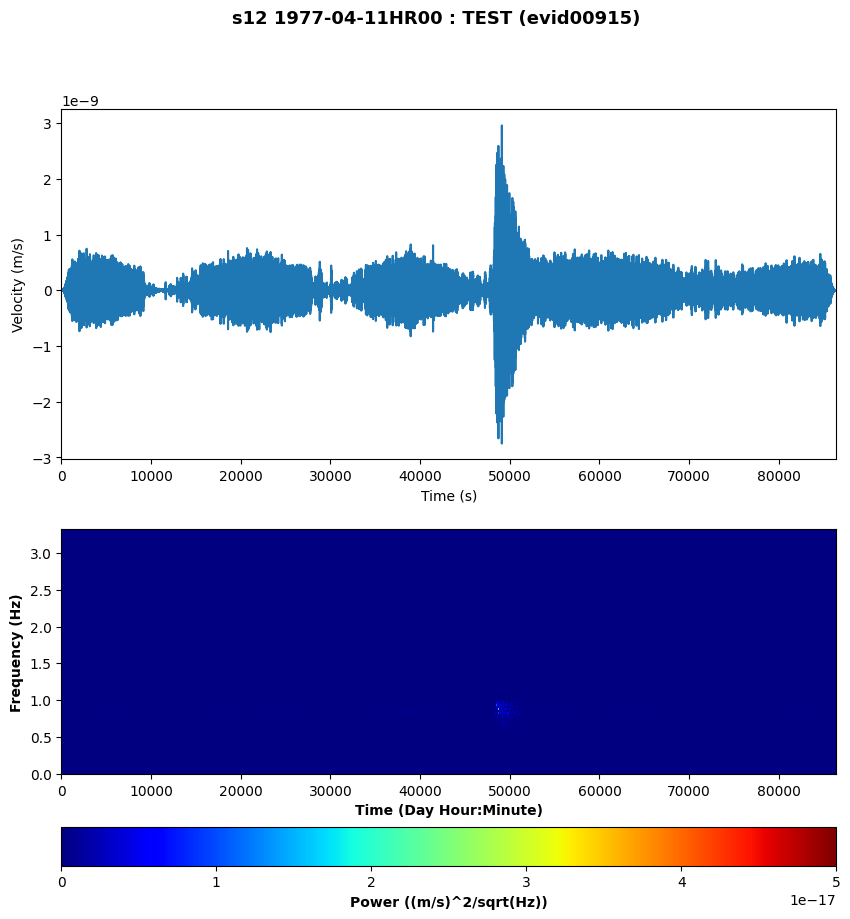 s12 1977-04-11HR00 : TEST (evid00915)
1e−9
3
2
1
0
−1
−2
−3
Velocity (m/s)
0 10000 20000 30000 40000 50000 60000 70000 80000
Time (s)
3.0
2.5
2.0
1.5
1.0
0.5
0.0
Frequency (Hz)
0 10000 20000 30000 40000 50000 60000 70000 80000
Time (Day Hour:Minute)
0 1 2 3 4 5
1e−17
Power ((m/s)^2/sqrt(Hz))